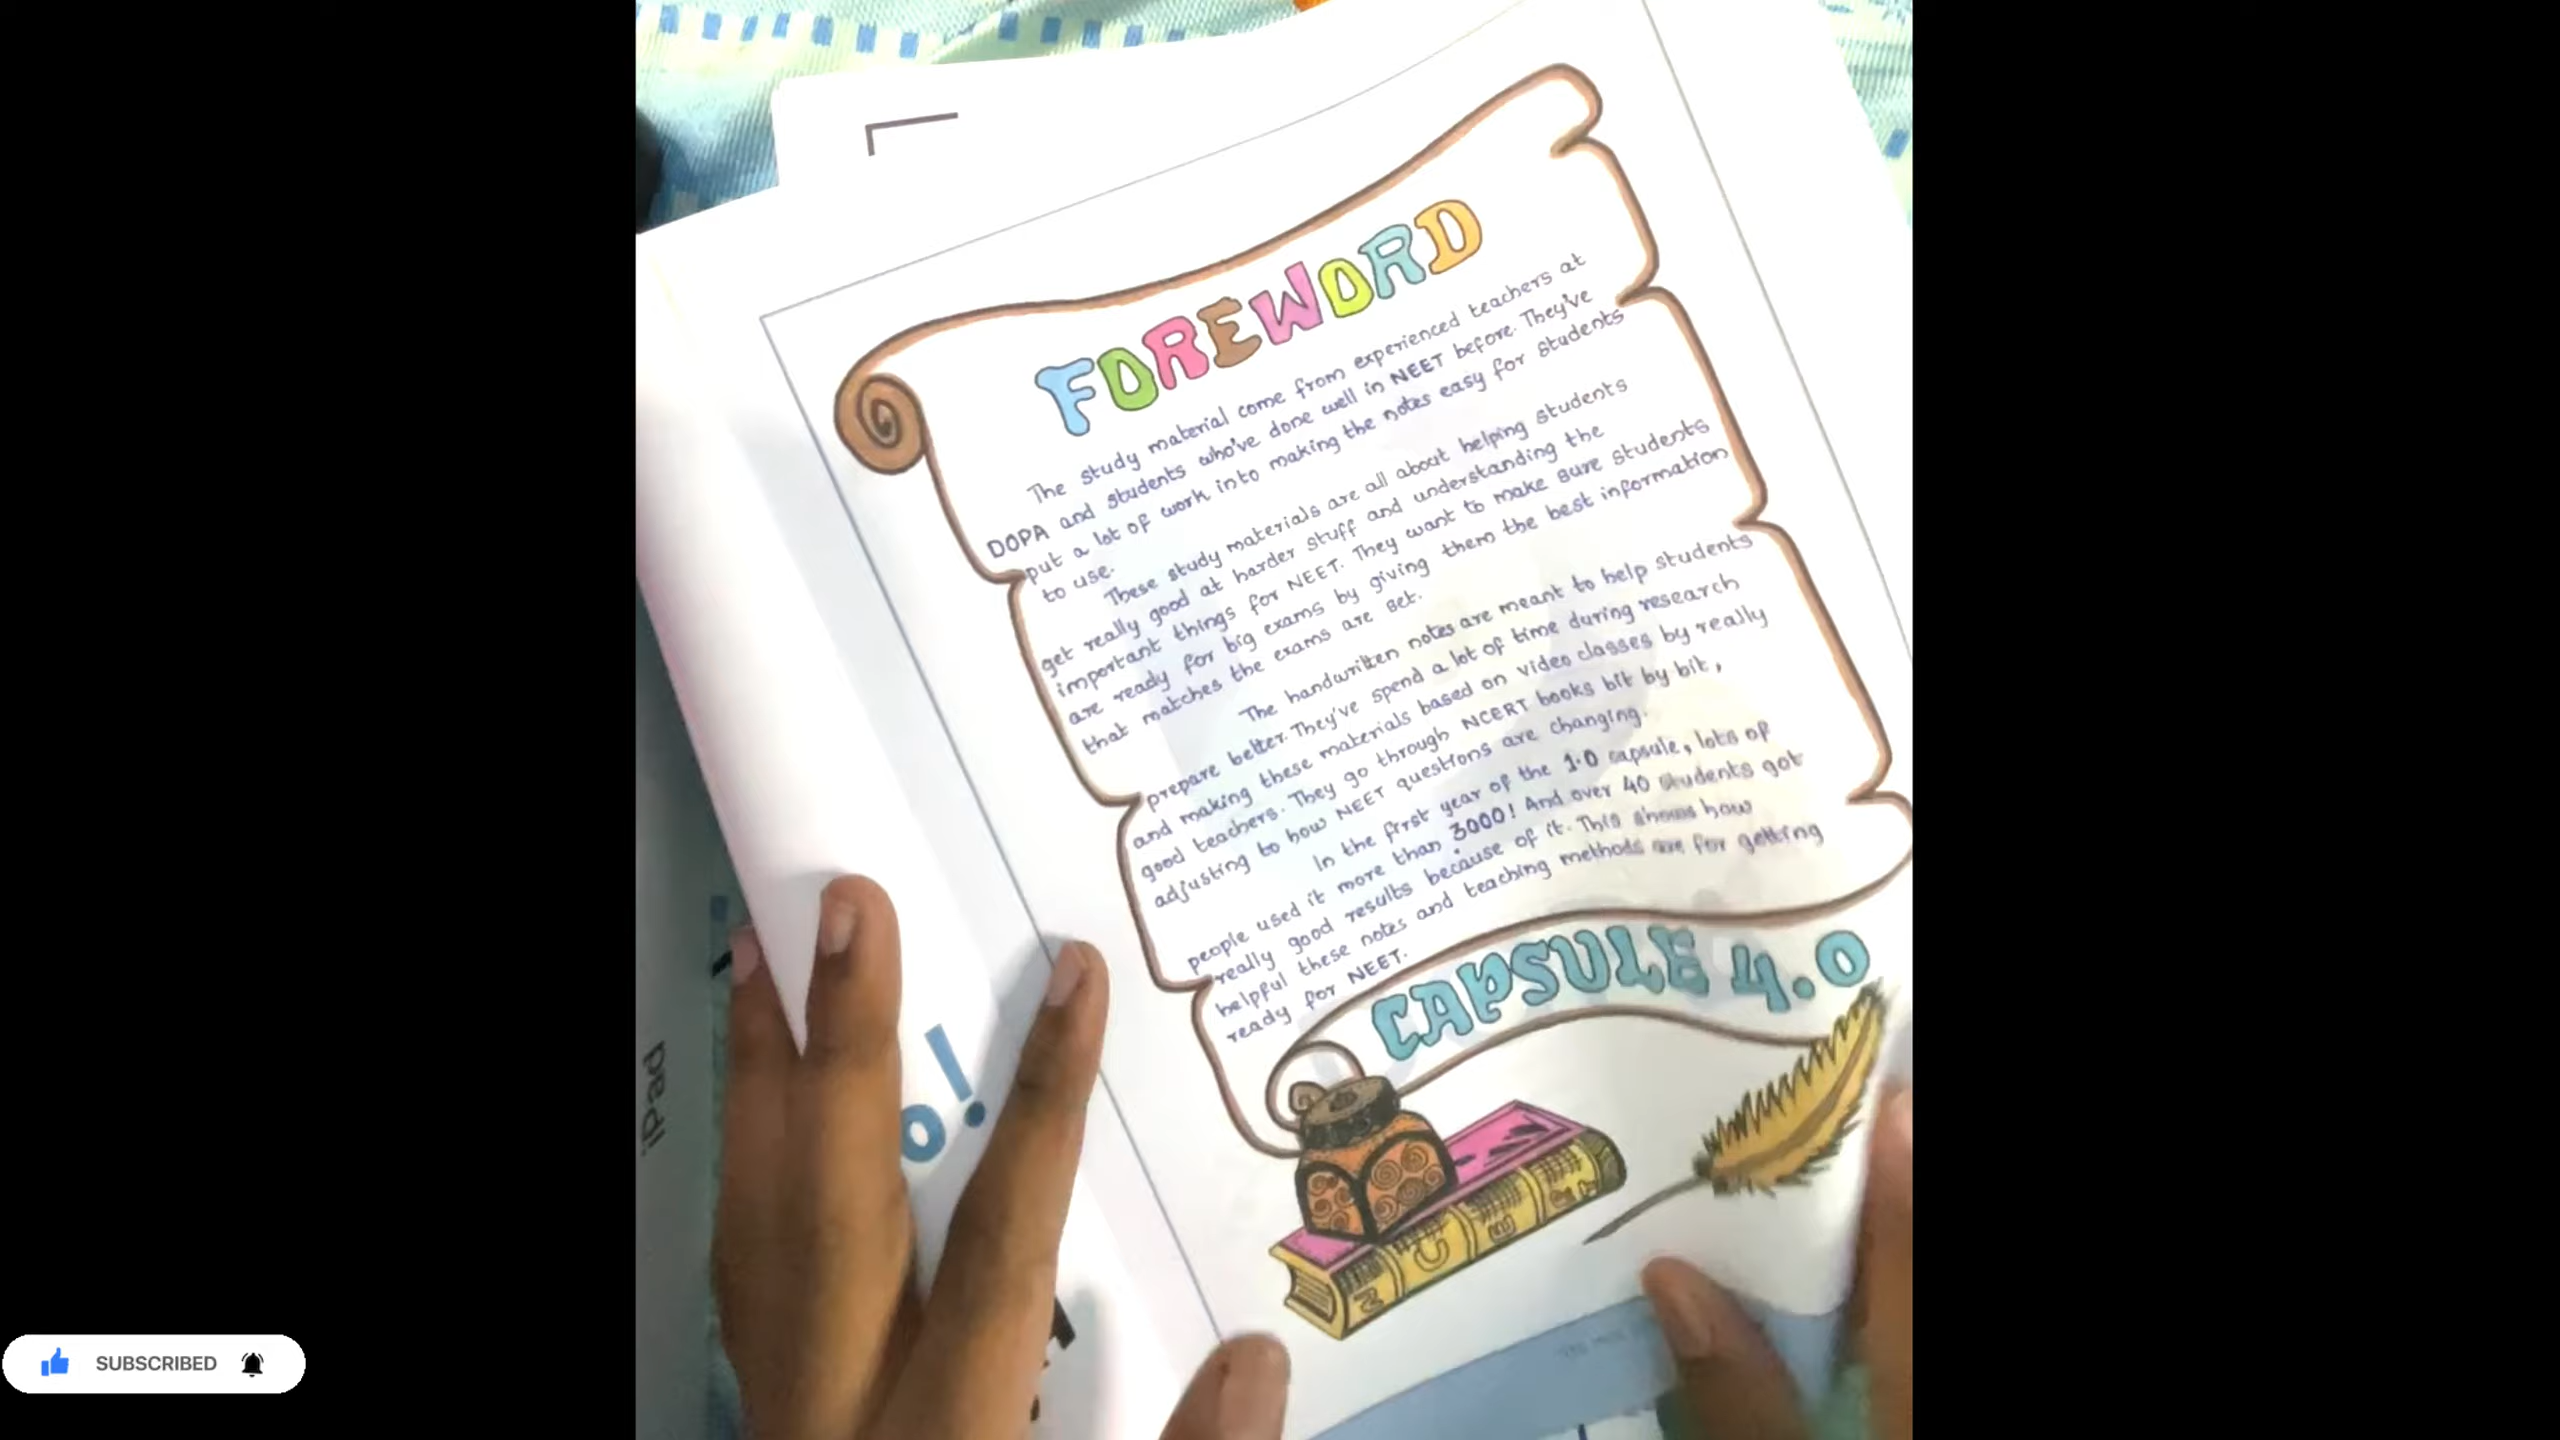 FOREWORD
The study material come from experienced teachers at
DOPA and students who've done well in NEET before. They've
put a lot of work into making the notes easy for students
to use.
These study materials are all about helping students
get really good at harder stuff and understanding the
important things for NEET. They want to make sure students
are ready for big exams by giving them the best information
that matches the exams are set.
The handwritten notes are meant to help students
prepare better. They've spend a lot of time during research
and making these materials based on video classes by really
good teachers. They go through NCERT books bit by bit,
adjusting to how NEET questions are changing.
In the first year of the 1.0 capsule, lots of
people used it more than 3000! And over 40 students got
really good results because of it. This shows how
helpful these notes and teaching methods are for getting
ready for NEET.
CAPSULE 4.0
NCERT
o!
iPad
SUBSCRIBED